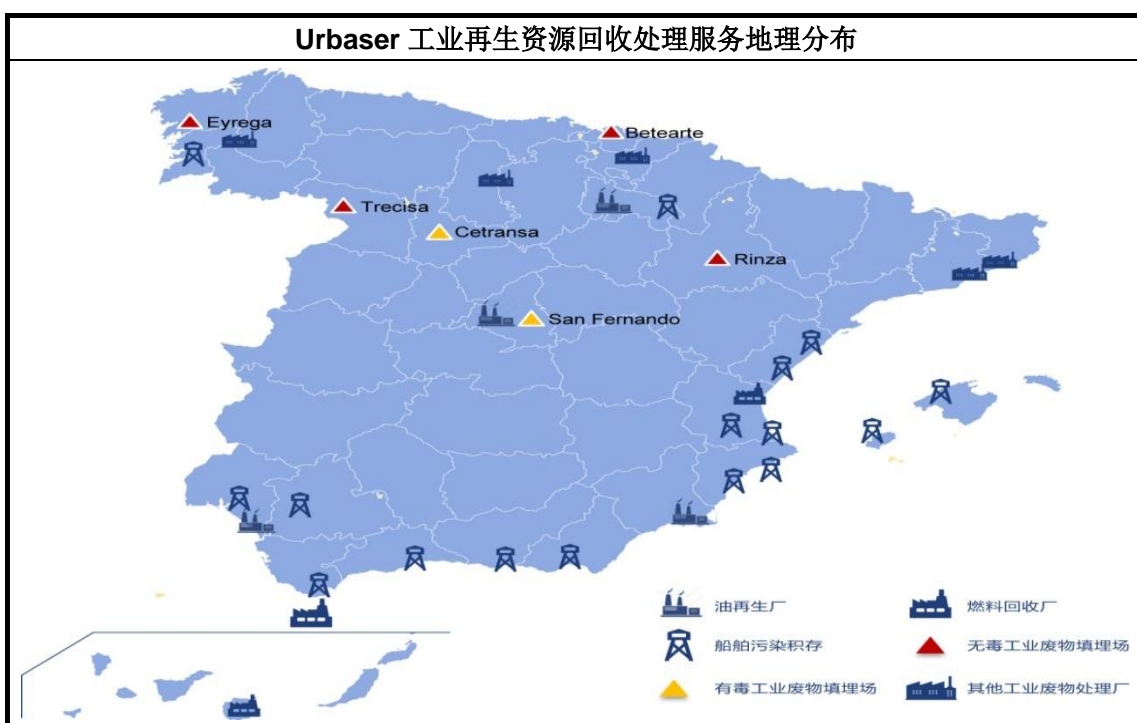 Urbaser 工业再生资源回收处理服务地理分布
Eyrega
Betearte
Trecisa
Cetransa
Rinza
San Fernando
油再生厂
燃料回收厂
船舶污染积存
无毒工业废物填埋场
有毒工业废物填埋场
其他工业废物处理厂